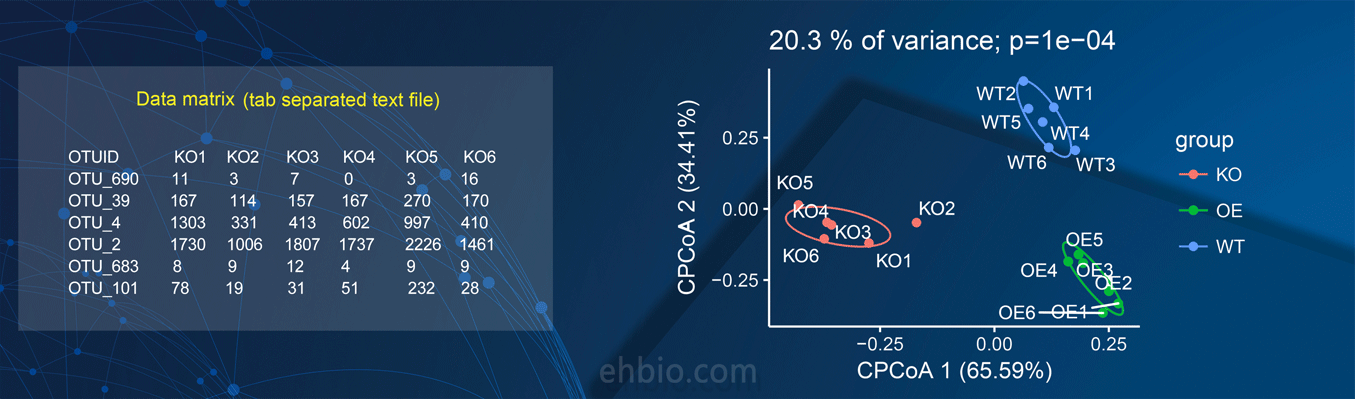 Data matrix (tab separated text file)
OTUID KO1 KO2 KO3 KO4 KO5 KO6
OTU_690 11 3 7 0 3 16
OTU_39 167 114 157 167 270 170
OTU_4 1303 331 413 602 997 410
OTU_2 1730 1006 1807 1737 2226 1461
OTU_683 8 9 12 4 9 9
OTU_101 78 19 31 51 232 28
20.3 % of variance; p=1e−04
CPCoA 2 (34.41%)
0.25
0.00
−0.25
WT2 WT1
WT5
WT4
WT6 WT3
KO5
KO4 KO2
KO3
KO6 KO1
OE5
OE4 OE3
OE2
OE6 OE1
−0.25 0.00 0.25
CPCoA 1 (65.59%)
group
KO
OE
WT
ehbio.com